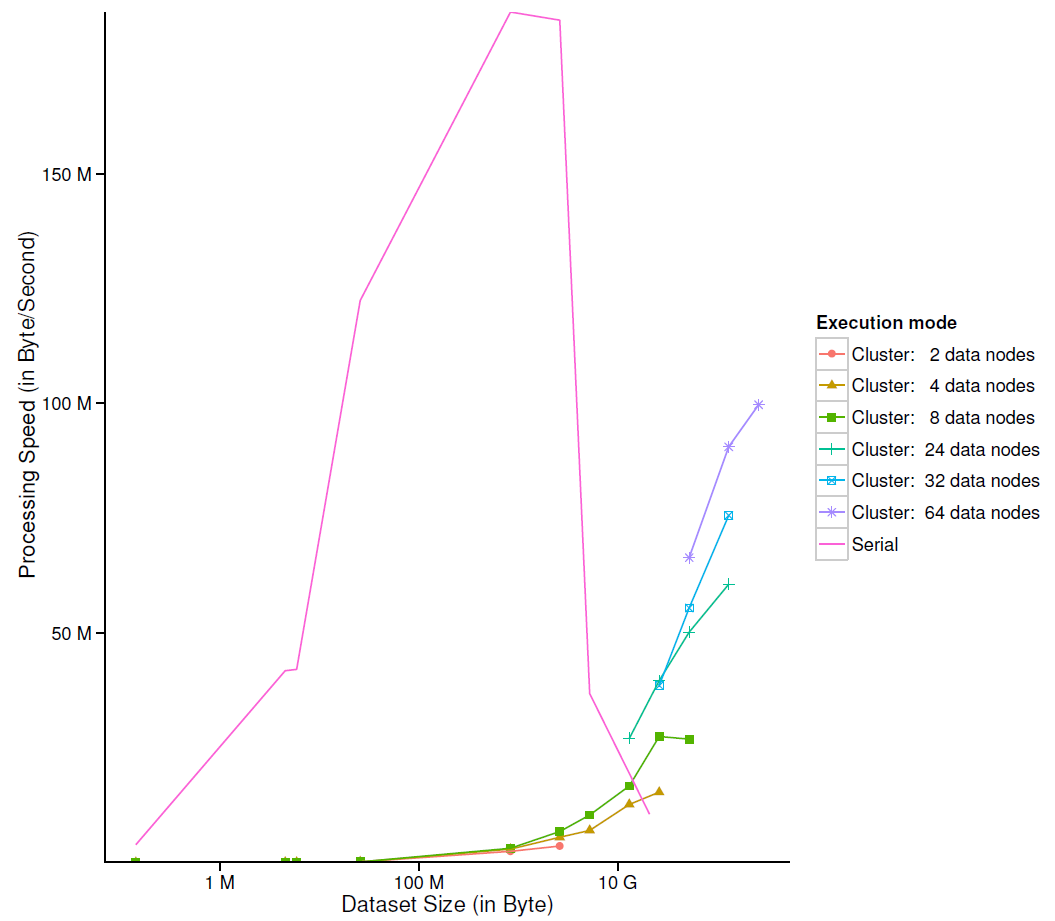 150 M
100 M
50 M
Processing Speed (in Byte/Second)
1 M
100 M
10 G
Dataset Size (in Byte)
Execution mode
Cluster:   2 data nodes
Cluster:   4 data nodes
Cluster:   8 data nodes
Cluster:  24 data nodes
Cluster:  32 data nodes
Cluster:  64 data nodes
Serial